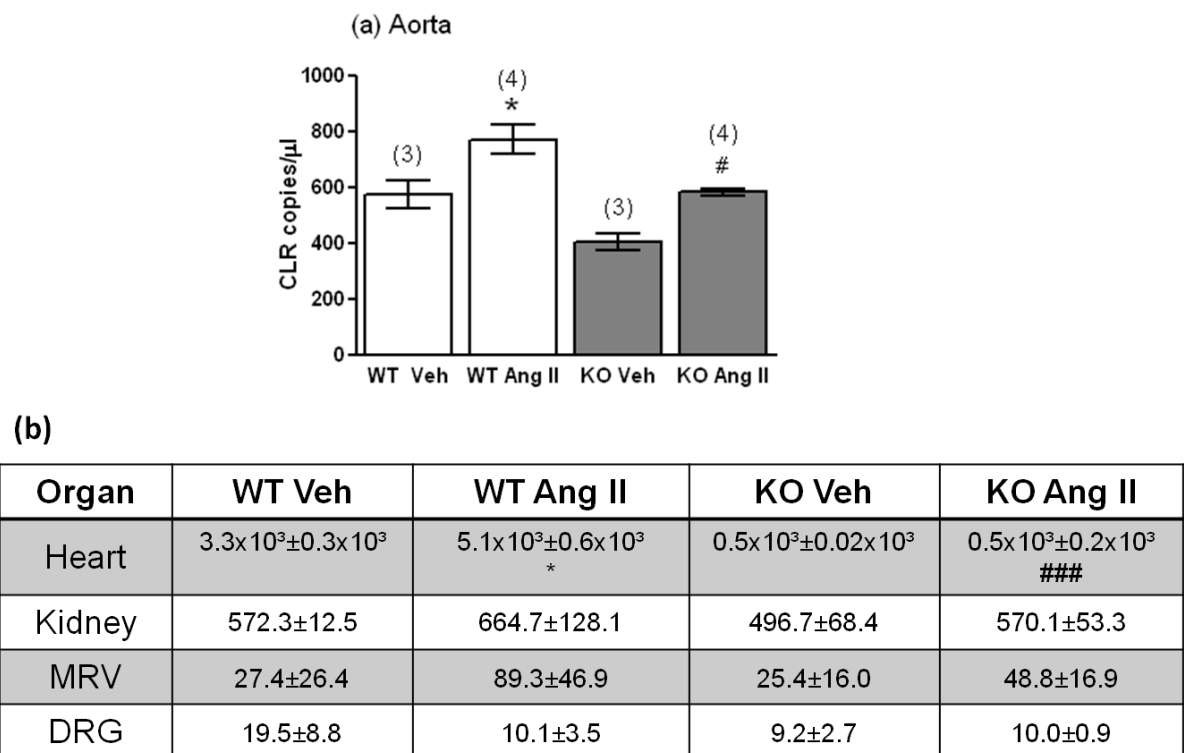 (a) Aorta
CLR copies/µl
1000
800
600
400
200
0
(3)
(4)
*
(3)
(4)
#
WT Veh WT Ang II KO Veh KO Ang II
(b)
Organ WT Veh WT Ang II KO Veh KO Ang II
Heart 3.3x10³±0.3x10³ 5.1x10³±0.6x10³ 0.5x10³±0.02x10³ 0.5x10³±0.2x10³
* ###
Kidney 572.3±12.5 664.7±128.1 496.7±68.4 570.1±53.3
MRV 27.4±26.4 89.3±46.9 25.4±16.0 48.8±16.9
DRG 19.5±8.8 10.1±3.5 9.2±2.7 10.0±0.9